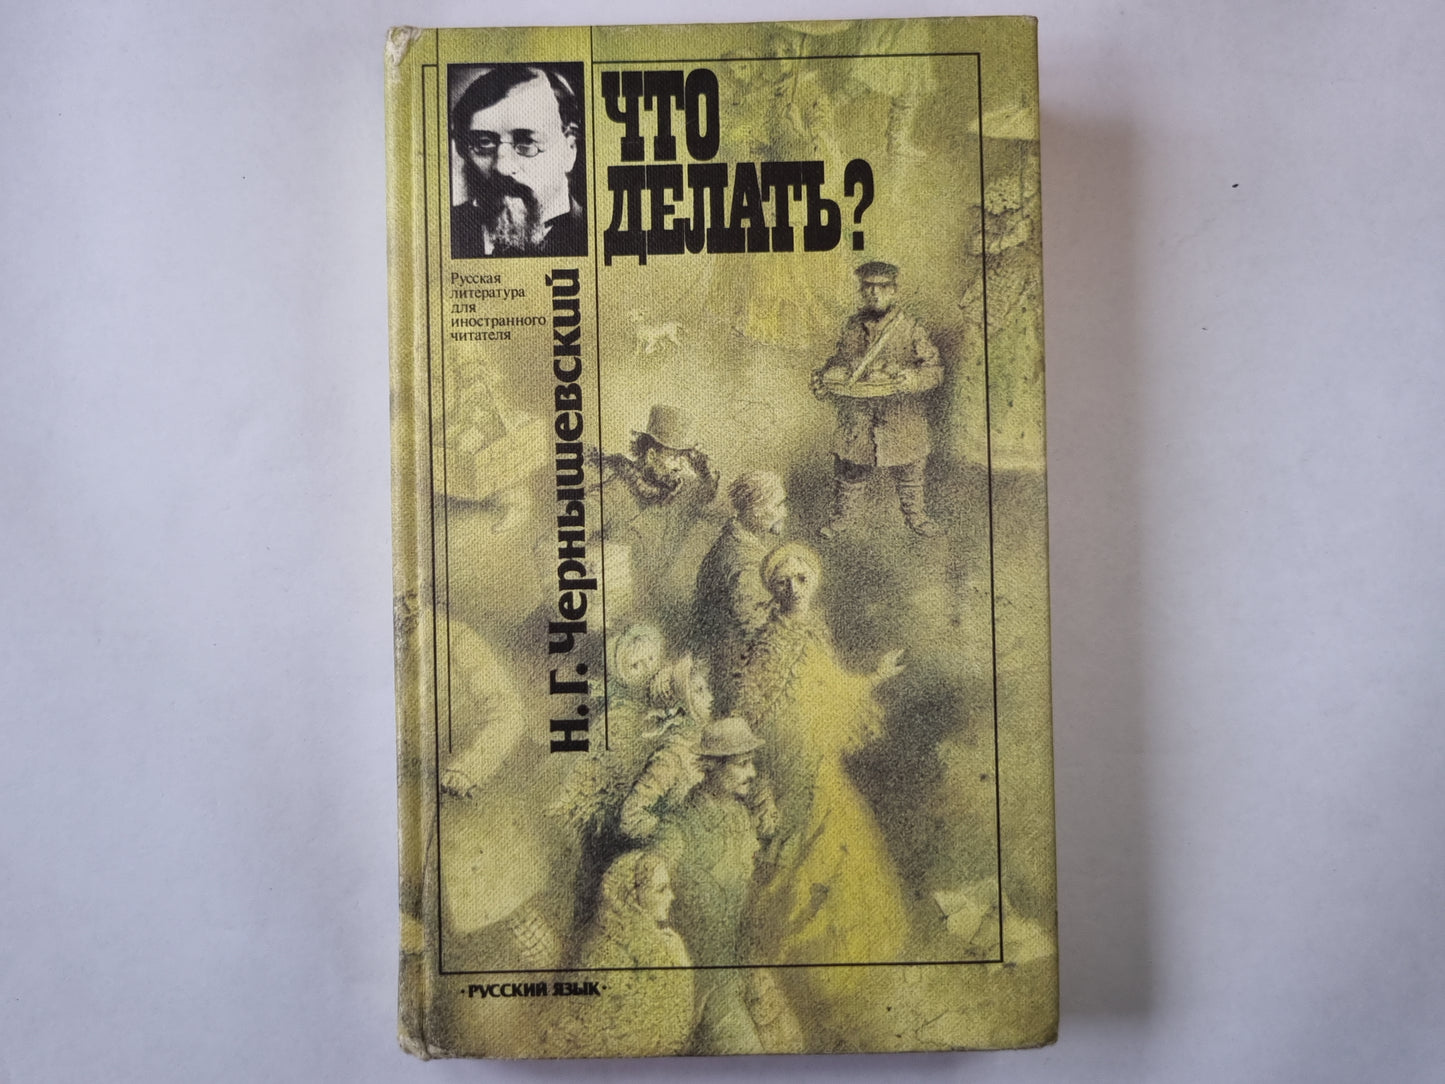 ЧТО
ДЕЛАТЬ?
Русская
литература
для
иностранного
читателя
Н. Г. Чернышевский
·РУССКИЙ ЯЗЫК·